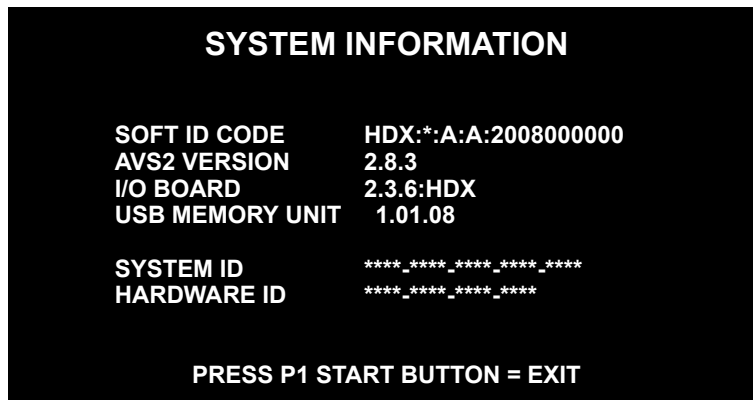 SYSTEM INFORMATION
SOFT ID CODE HDX:*:A:A:2008000000
AVS2 VERSION 2.8.3
I/O BOARD 2.3.6:HDX
USB MEMORY UNIT 1.01.08
SYSTEM ID ****-****-****-****-****
HARDWARE ID ****-****-****-****
PRESS P1 START BUTTON = EXIT